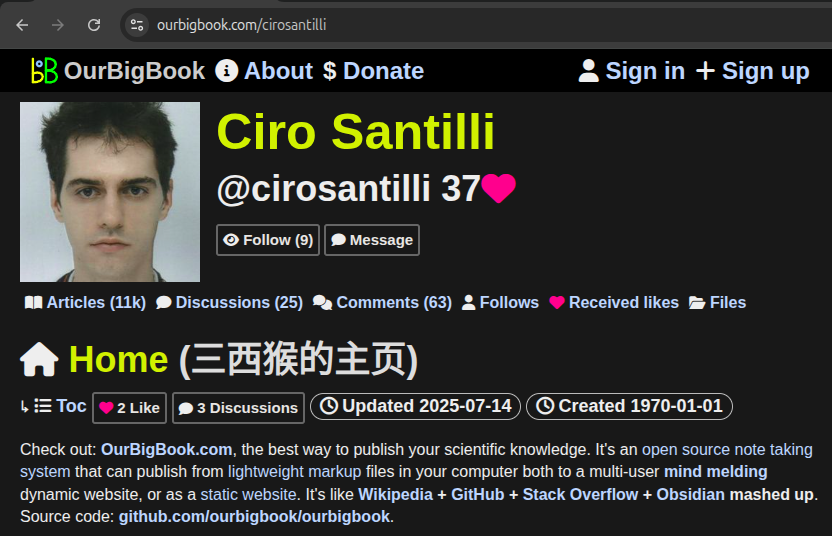 ourbigbook.com/cirosantilli
OurBigBook About $ Donate Sign in Sign up
Ciro Santilli
@cirosantilli 37
Follow (9) Message
Articles (11k) Discussions (25) Comments (63) Follows Received likes Files
Home (三西猴的主页)
↳ Toc 2 Like 3 Discussions Updated 2025-07-14 Created 1970-01-01
Check out: OurBigBook.com, the best way to publish your scientific knowledge. It's an open source note taking
system that can publish from lightweight markup files in your computer both to a multi-user mind melding
dynamic website, or as a static website. It's like Wikipedia + GitHub + Stack Overflow + Obsidian mashed up.
Source code: github.com/ourbigbook/ourbigbook.